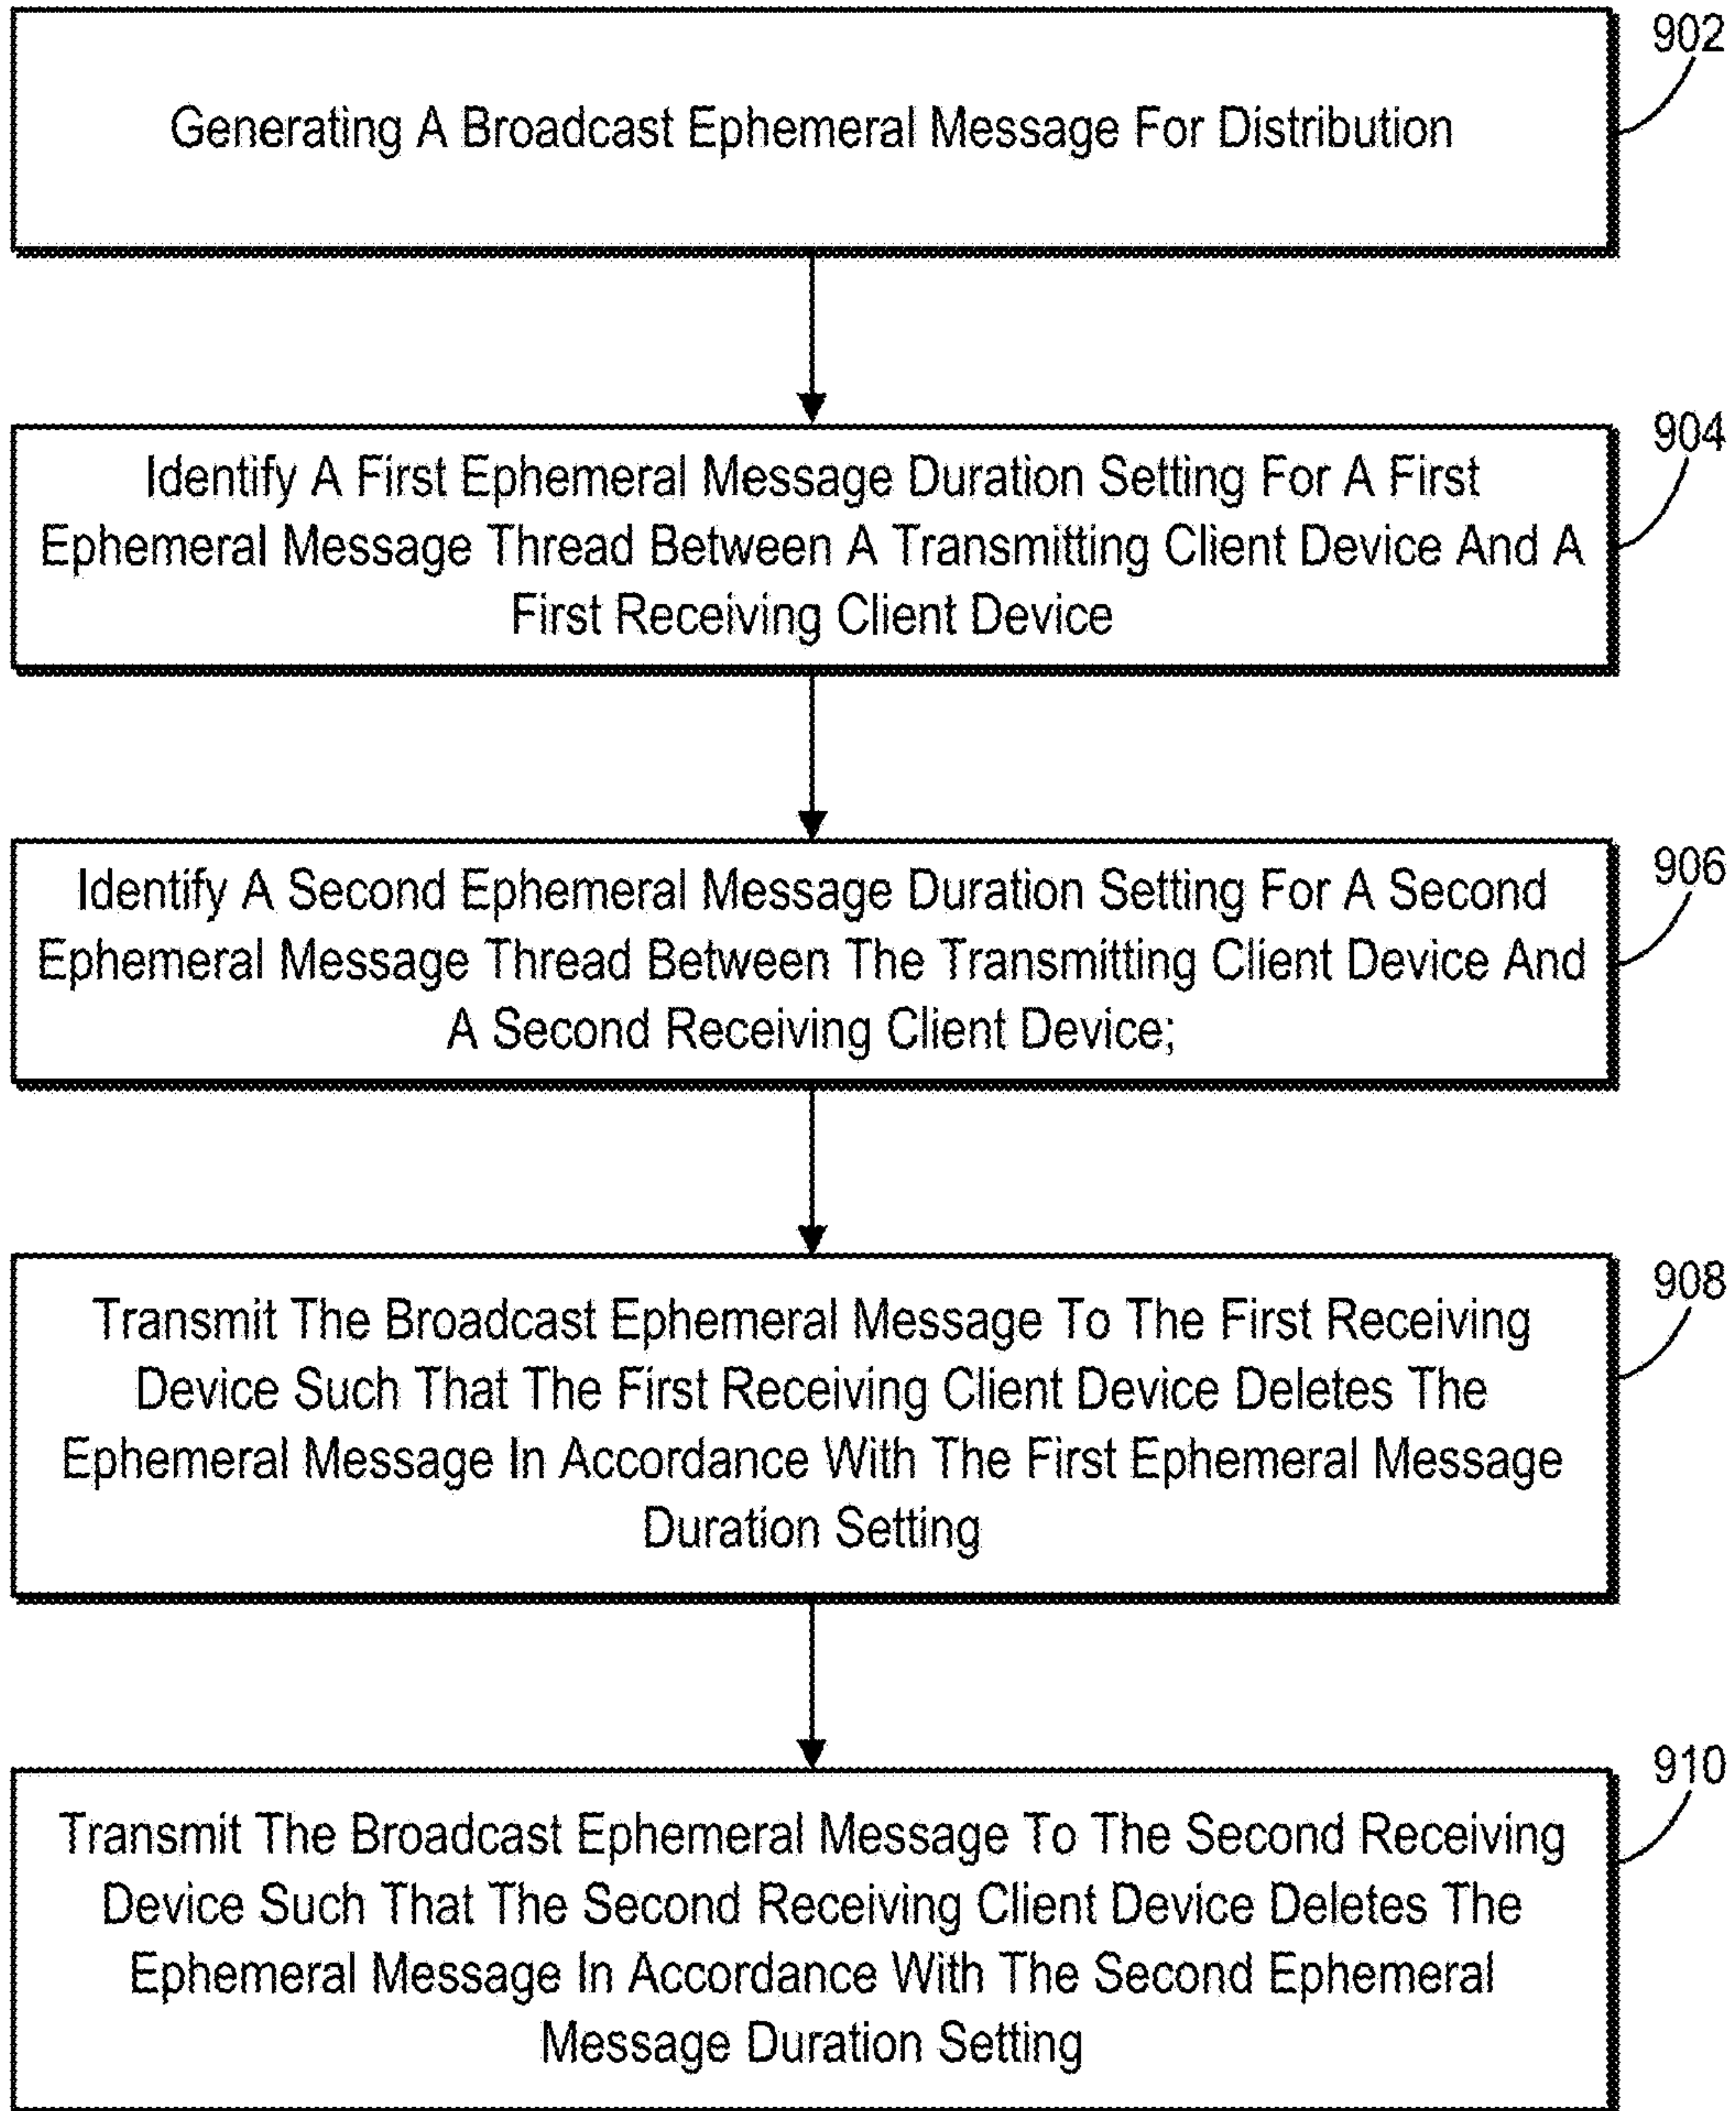 902
Generating A Broadcast Ephemeral Message For Distribution
904
Identify A First Ephemeral Message Duration Setting For A First
Ephemeral Message Thread Between A Transmitting Client Device And A
First Receiving Client Device
906
Identify A Second Ephemeral Message Duration Setting For A Second
Ephemeral Message Thread Between The Transmitting Client Device And
A Second Receiving Client Device;
908
Transmit The Broadcast Ephemeral Message To The First Receiving
Device Such That The First Receiving Client Device Deletes The
Ephemeral Message In Accordance With The First Ephemeral Message
Duration Setting
910
Transmit The Broadcast Ephemeral Message To The Second Receiving
Device Such That The Second Receiving Client Device Deletes The
Ephemeral Message In Accordance With The Second Ephemeral
Message Duration Setting